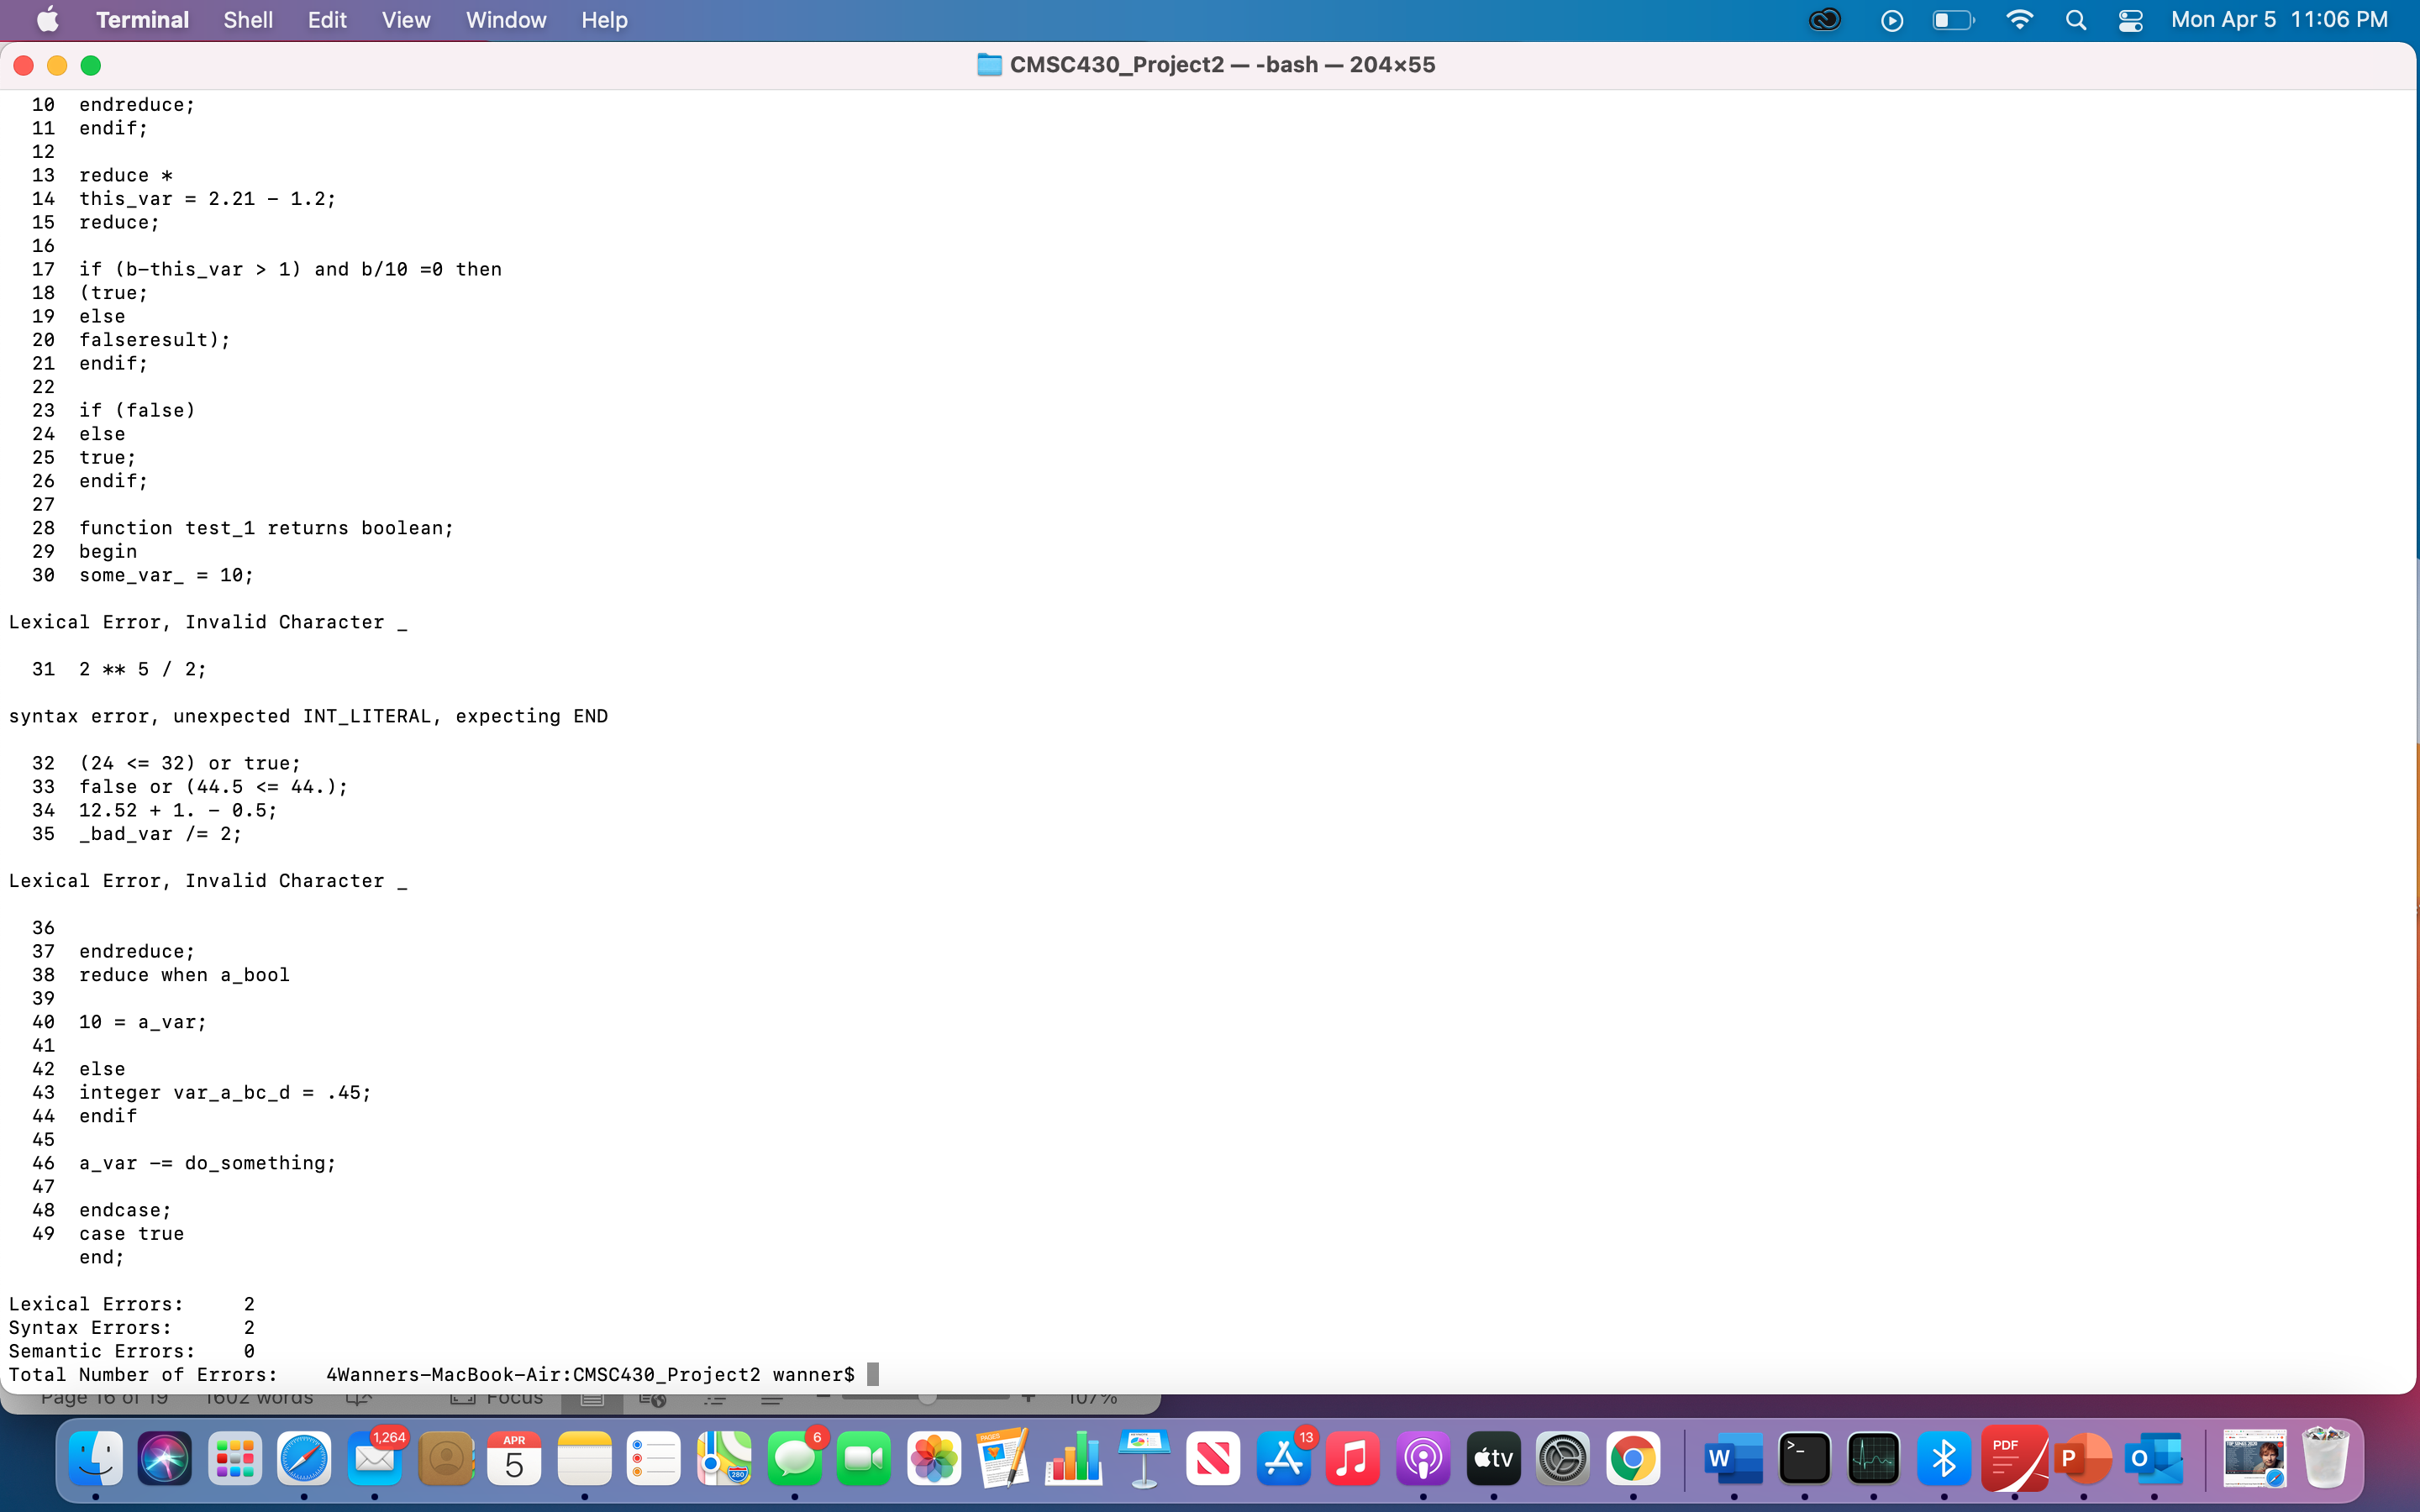 Terminal Shell Edit View Window Help Mon Apr 5 11:06 PM
CMSC430_Project2 — -bash — 204×55
10 endreduce;
11 endif;
12
13 reduce *
14 this_var = 2.21 - 1.2;
15 reduce;
16
17 if (b-this_var > 1) and b/10 =0 then
18 (true;
19 else
20 falseresult);
21 endif;
22
23 if (false)
24 else
25 true;
26 endif;
27
28 function test_1 returns boolean;
29 begin
30 some_var_ = 10;
Lexical Error, Invalid Character _
31 2 ** 5 / 2;
syntax error, unexpected INT_LITERAL, expecting END
32 (24 <= 32) or true;
33 false or (44.5 <= 44.);
34 12.52 + 1. - 0.5;
35 _bad_var /= 2;
Lexical Error, Invalid Character _
36
37 endreduce;
38 reduce when a_bool
39
40 10 = a_var;
41
42 else
43 integer var_a_bc_d = .45;
44 endif
45
46 a_var -= do_something;
47
48 endcase;
49 case true
end;
Lexical Errors: 2
Syntax Errors: 2
Semantic Errors: 0
Total Number of Errors: 4Wanners-MacBook-Air:CMSC430_Project2 wanner$
Page 16 of 19 1602 words Focus 107%
1,264 APR 5 280 6 PAGES 13 tv W >_ PDF P O